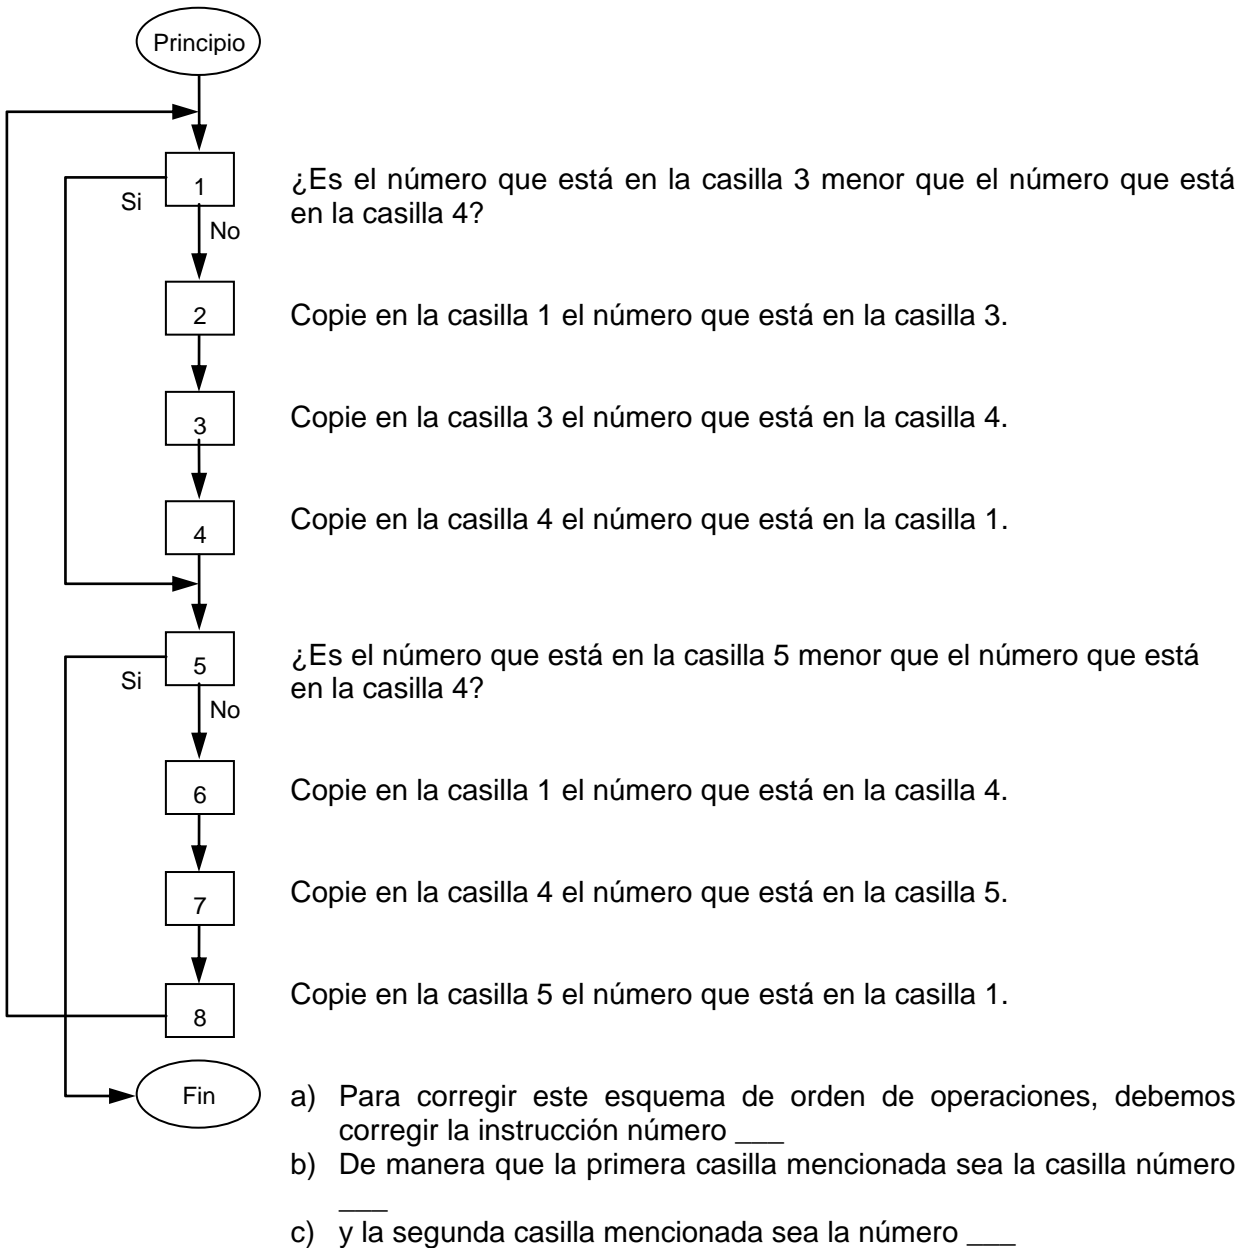 Principio
1
Si
No
¿Es el número que está en la casilla 3 menor que el número que está
en la casilla 4?
2
Copie en la casilla 1 el número que está en la casilla 3.
3
Copie en la casilla 3 el número que está en la casilla 4.
4
Copie en la casilla 4 el número que está en la casilla 1.
5
Si
No
¿Es el número que está en la casilla 5 menor que el número que está
en la casilla 4?
6
Copie en la casilla 1 el número que está en la casilla 4.
7
Copie en la casilla 4 el número que está en la casilla 5.
8
Copie en la casilla 5 el número que está en la casilla 1.
Fin
a) Para corregir este esquema de orden de operaciones, debemos
corregir la instrucción número ___
b) De manera que la primera casilla mencionada sea la casilla número
___
c) y la segunda casilla mencionada sea la número ___